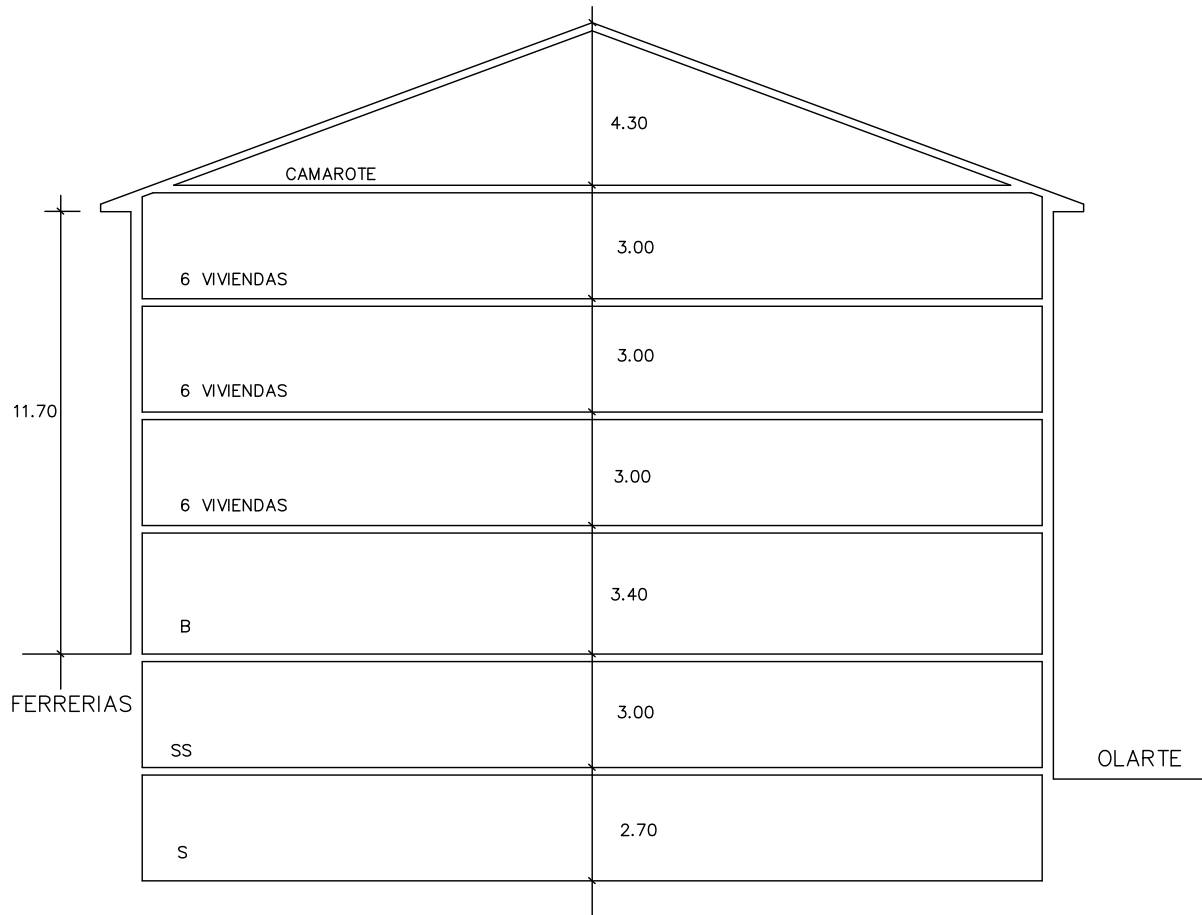 4.30
CAMAROTE
3.00
6 VIVIENDAS
3.00
6 VIVIENDAS
11.70
3.00
6 VIVIENDAS
3.40
B
FERRERIAS
3.00
SS
OLARTE
2.70
S